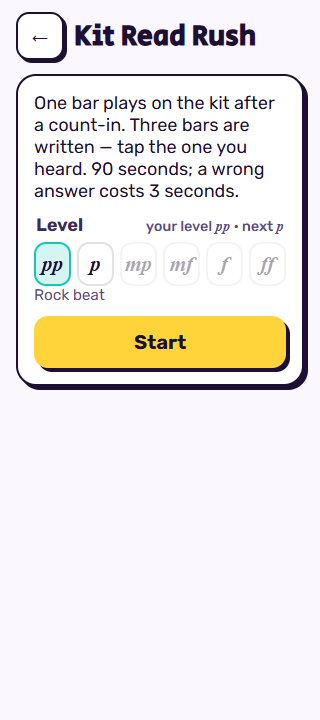 ← Kit Read Rush
One bar plays on the kit after
a count-in. Three bars are
written — tap the one you
heard. 90 seconds; a wrong
answer costs 3 seconds.
Level your level pp • next p
pp p mp mf f ff
Rock beat
Start